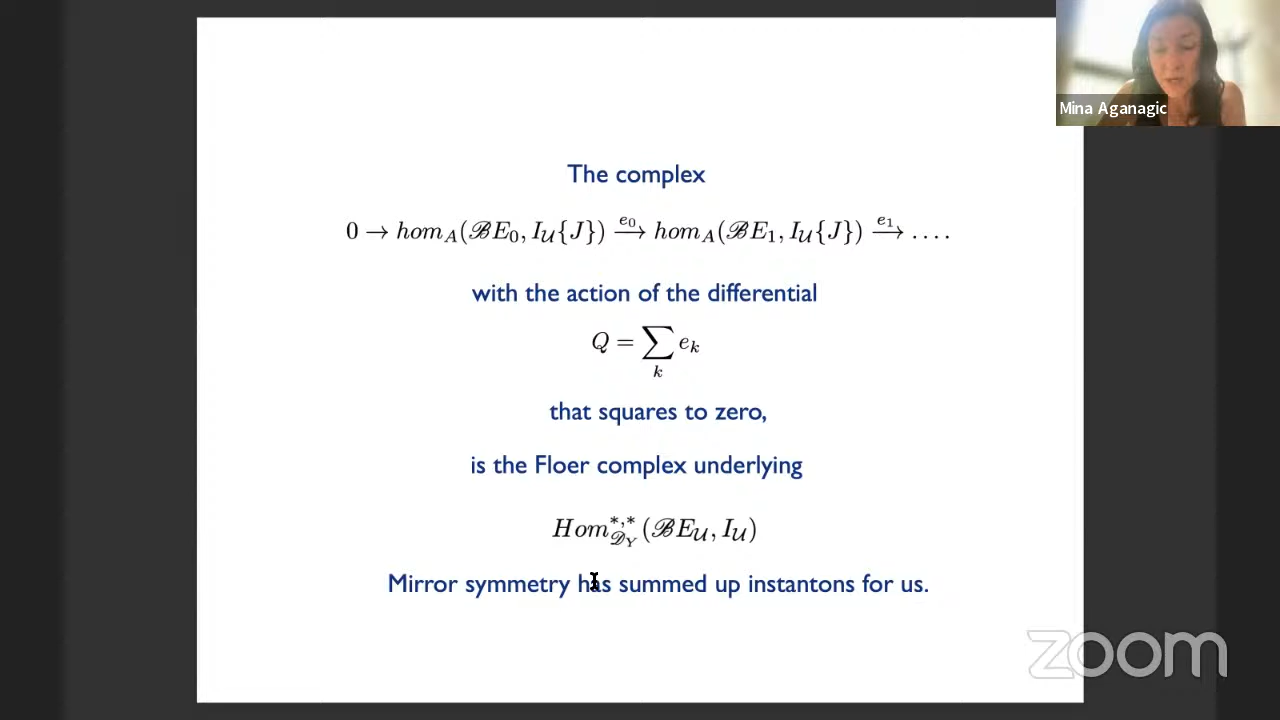 Mina Aganagic
The complex
0 → hom_A(ℬE_0, I_𝒰{J}) —e_0→ hom_A(ℬE_1, I_𝒰{J}) —e_1→ ....
with the action of the differential
Q = ∑_k e_k
that squares to zero,
is the Floer complex underlying
Hom^{*,*}_{𝒟_Y}(ℬE_𝒰, I_𝒰)
Mirror symmetry has summed up instantons for us.
zoom